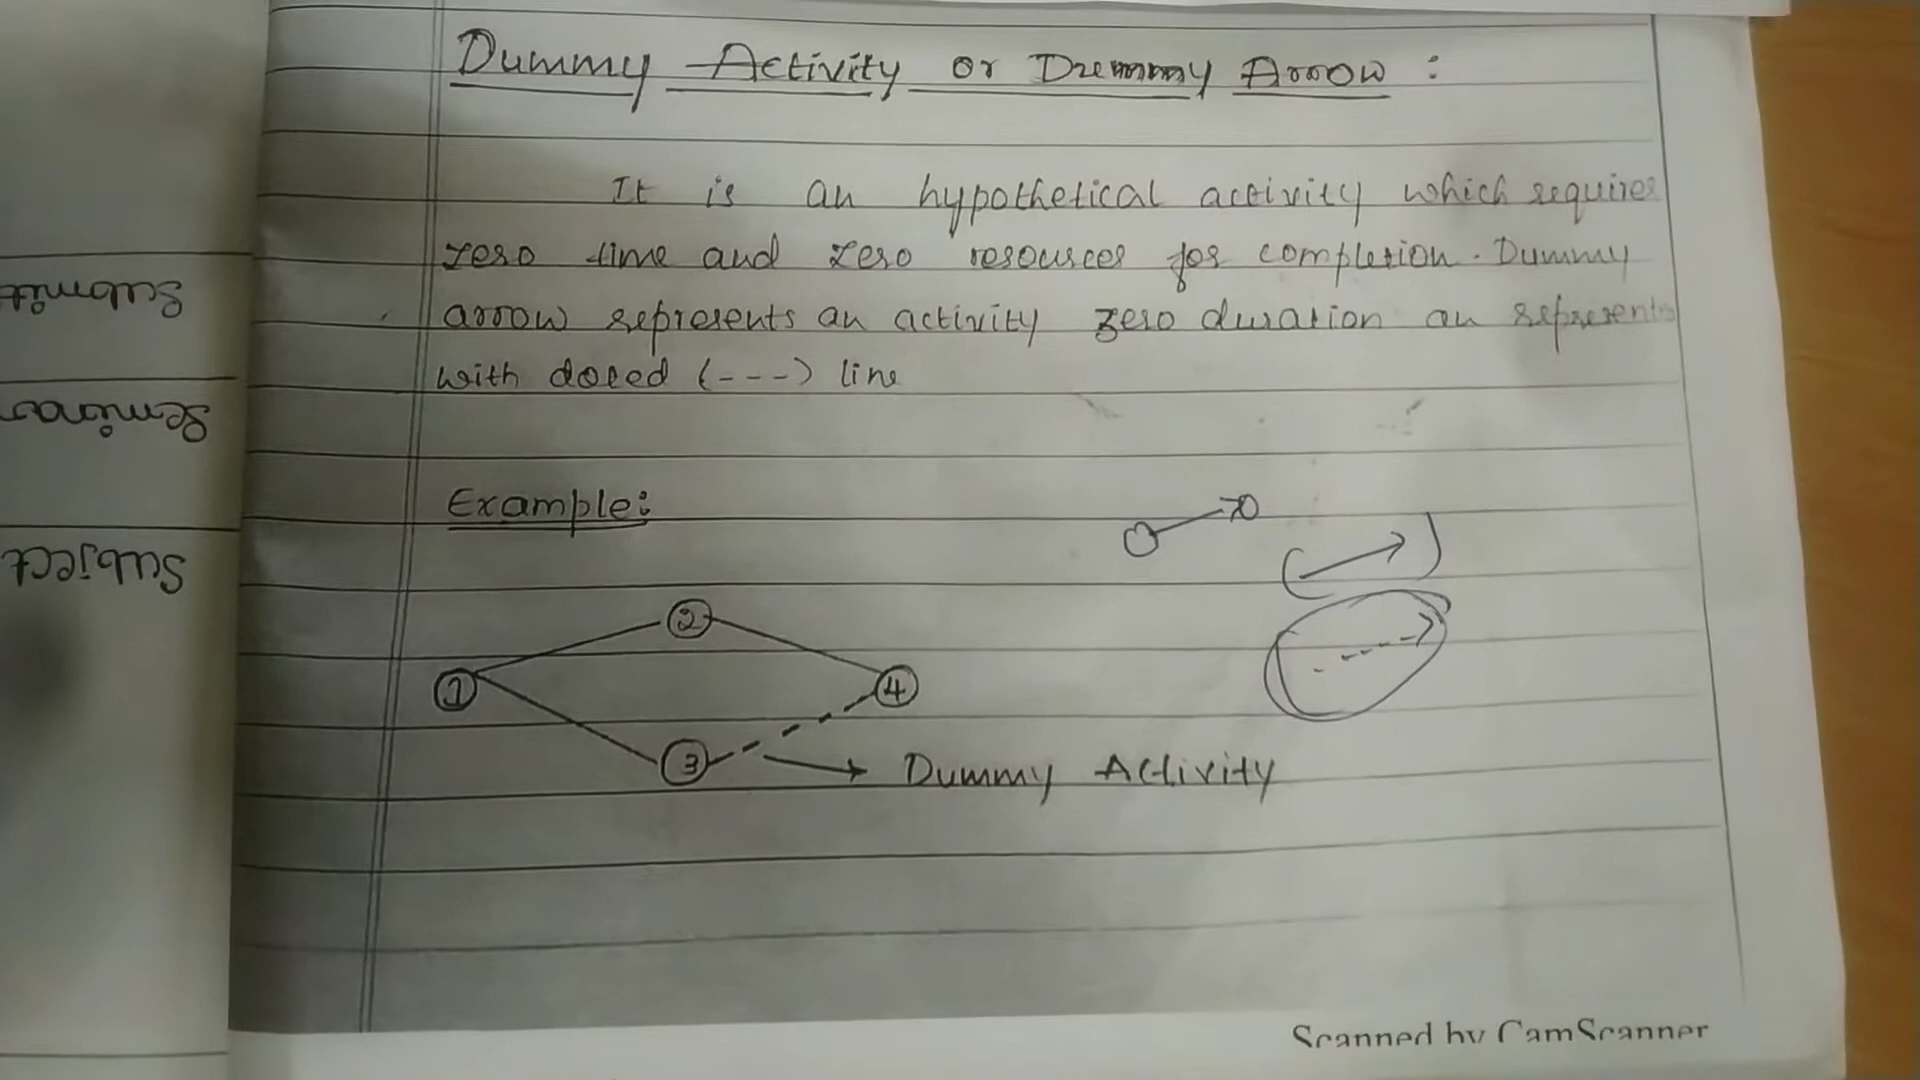 Dummy Activity or Dummy Arrow :
It is an hypothetical activity which requires
zero time and zero resources for completion. Dummy
arrow represents an activity zero duration an represents
with doted (---) line
Example:
2
1
4
3
Dummy Activity
Submit
Seminar
Subject
Scanned by CamScanner